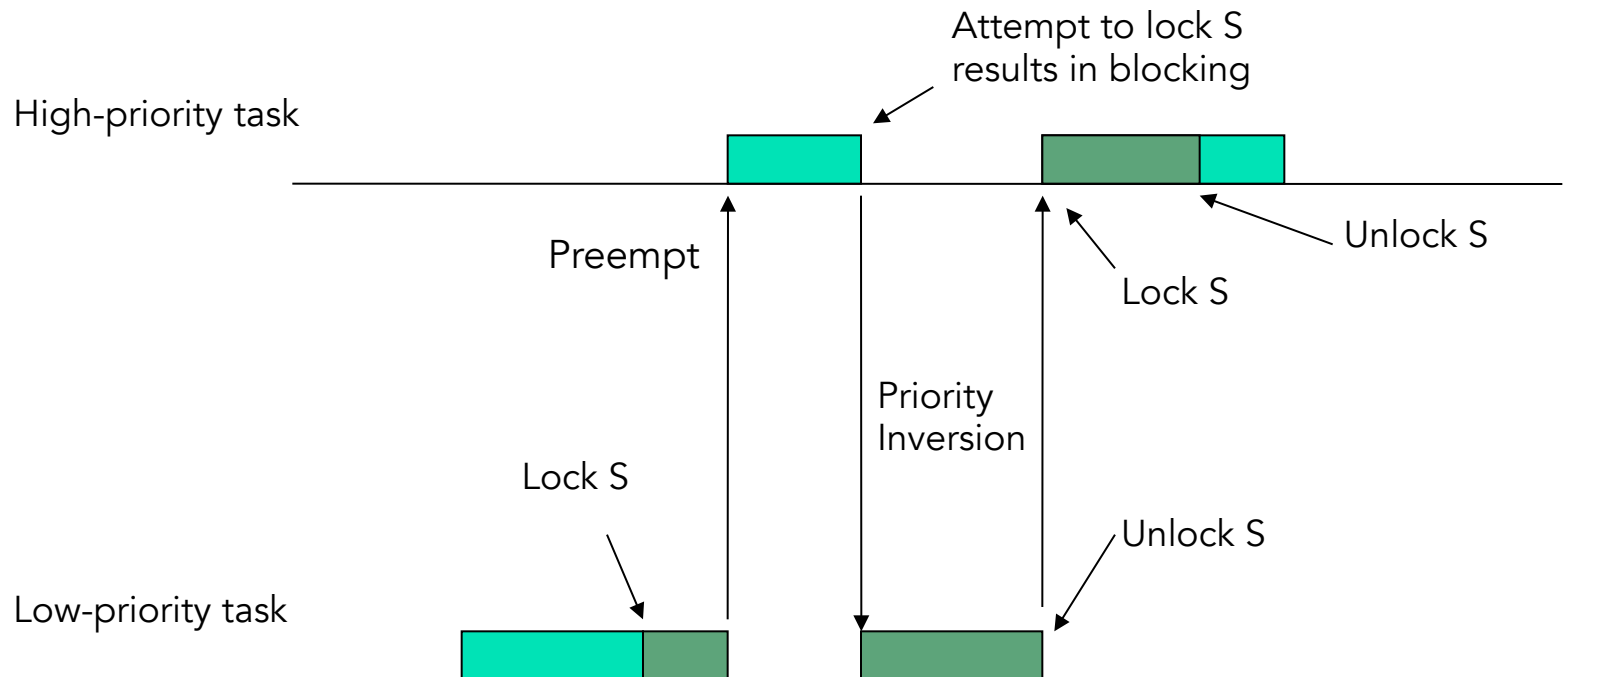 Attempt to lock S
results in blocking
High-priority task
Preempt
Unlock S
Lock S
Priority
Inversion
Lock S
Unlock S
Low-priority task